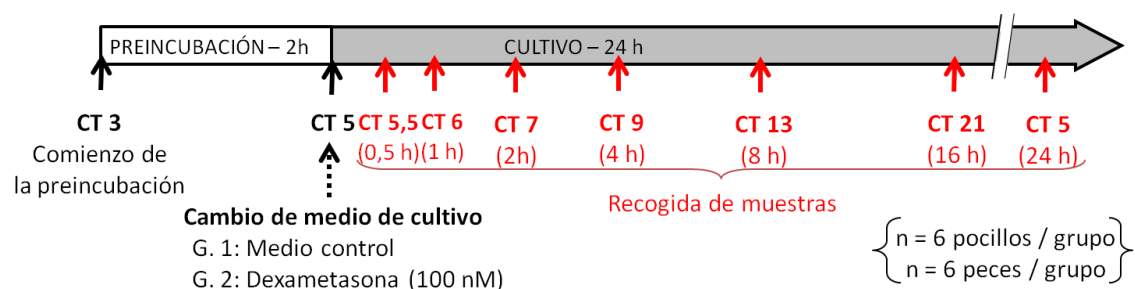 PREINCUBACIÓN – 2h
CULTIVO – 24 h
CT 3
CT 5
CT 5,5
CT 6
CT 7
CT 9
CT 13
CT 21
CT 5
(0,5 h)
(1 h)
(2h)
(4 h)
(8 h)
(16 h)
(24 h)
Comienzo de
la preincubación
Recogida de muestras
Cambio de medio de cultivo
G. 1: Medio control
G. 2: Dexametasona (100 nM)
n = 6 pocillos / grupo
n = 6 peces / grupo